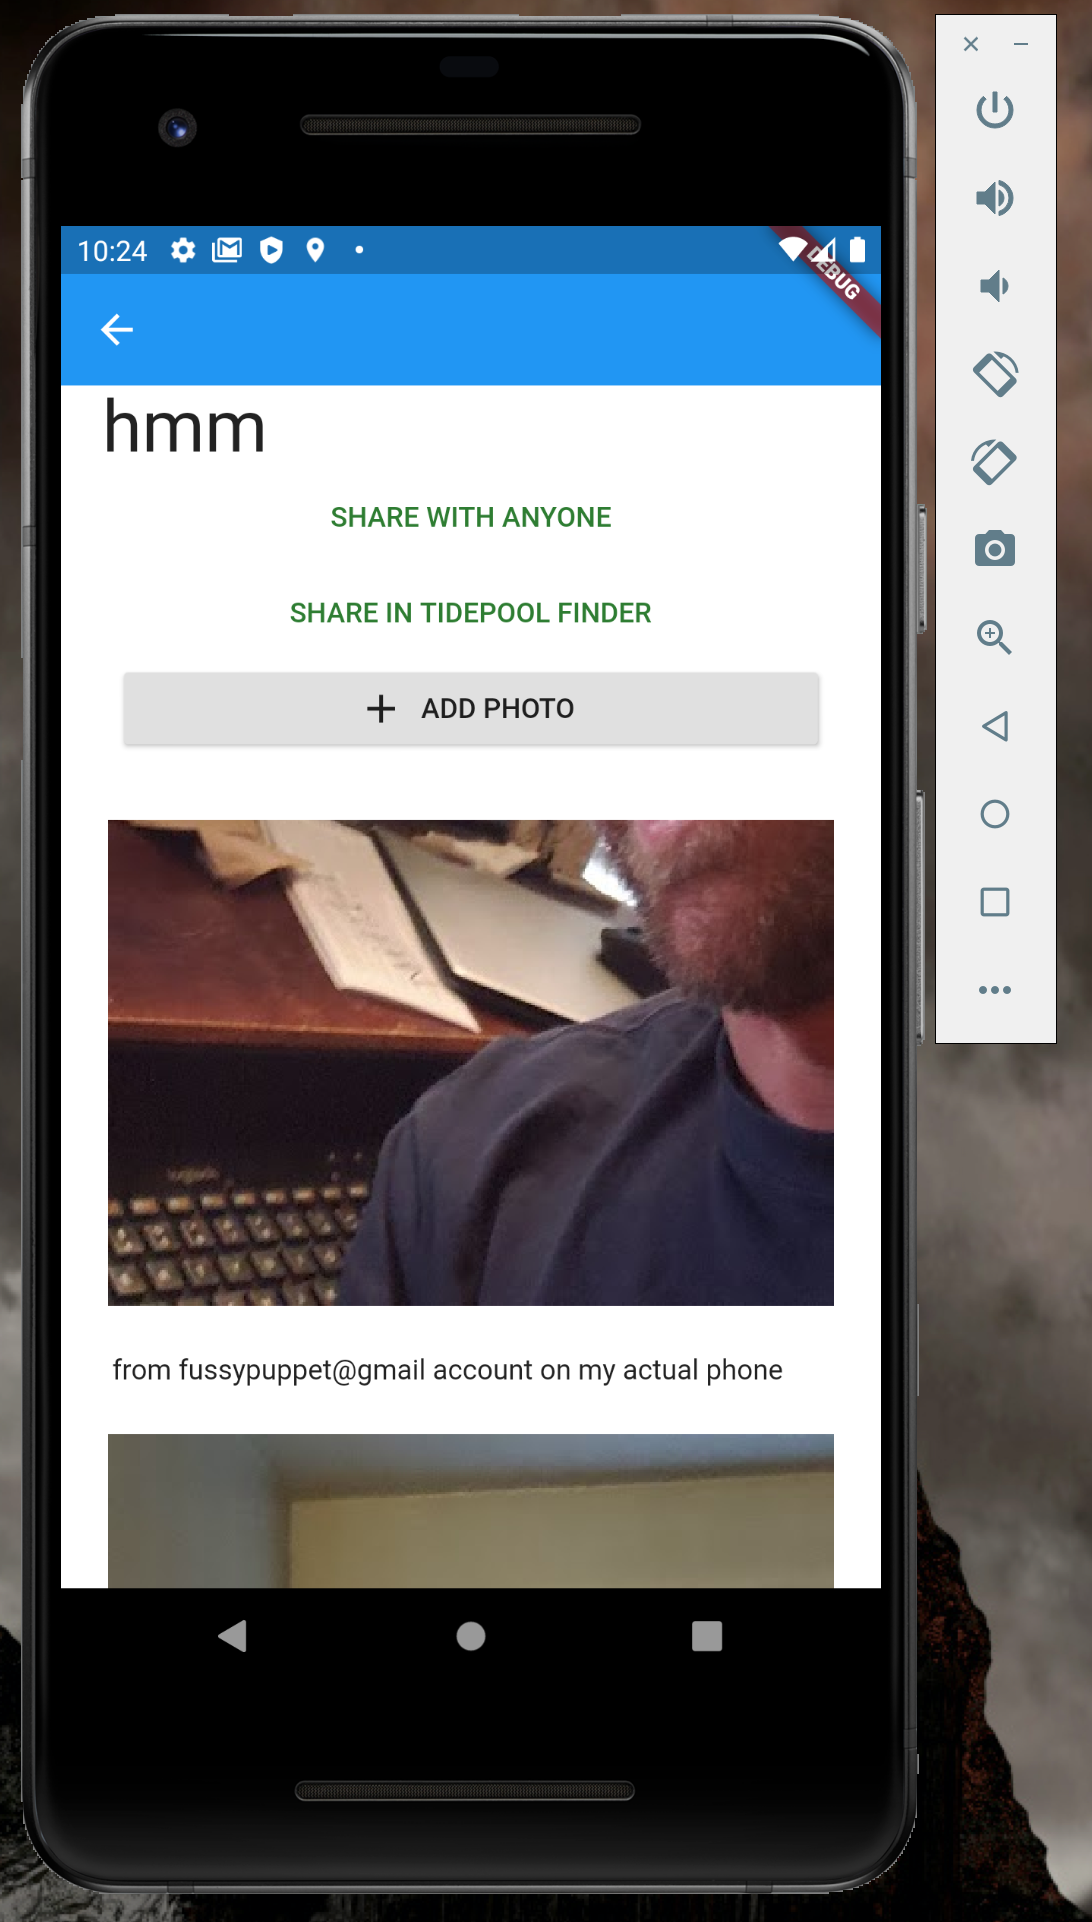 10:24
DEBUG
hmm
SHARE WITH ANYONE
SHARE IN TIDEPOOL FINDER
ADD PHOTO
from fussypuppet@gmail account on my actual phone